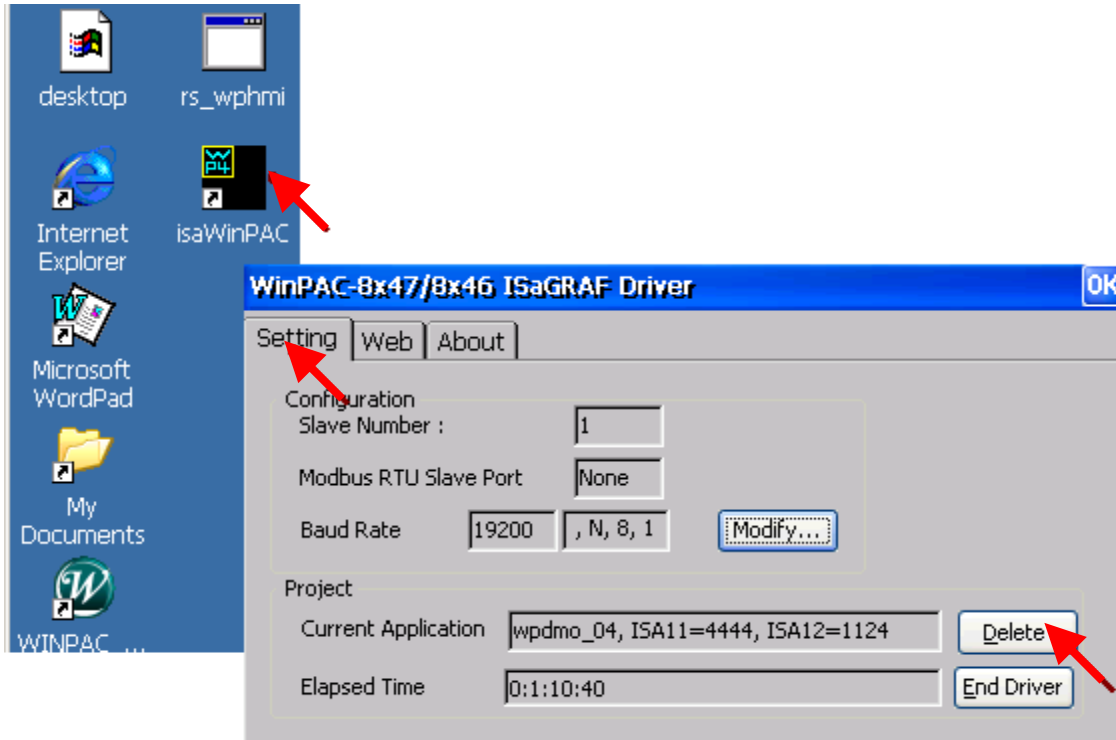 desktop
rs_wphmi
WP4
Internet
Explorer
isaWinPAC
Microsoft
WordPad
My
Documents
WINPAC ...
WinPAC-8x47/8x46 ISaGRAF Driver
OK
Setting
Web
About
Configuration
Slave Number :
1
Modbus RTU Slave Port
None
Baud Rate
19200
, N, 8, 1
Modify...
Project
Current Application
wpdmo_04, ISA11=4444, ISA12=1124
Delete
Elapsed Time
0:1:10:40
End Driver